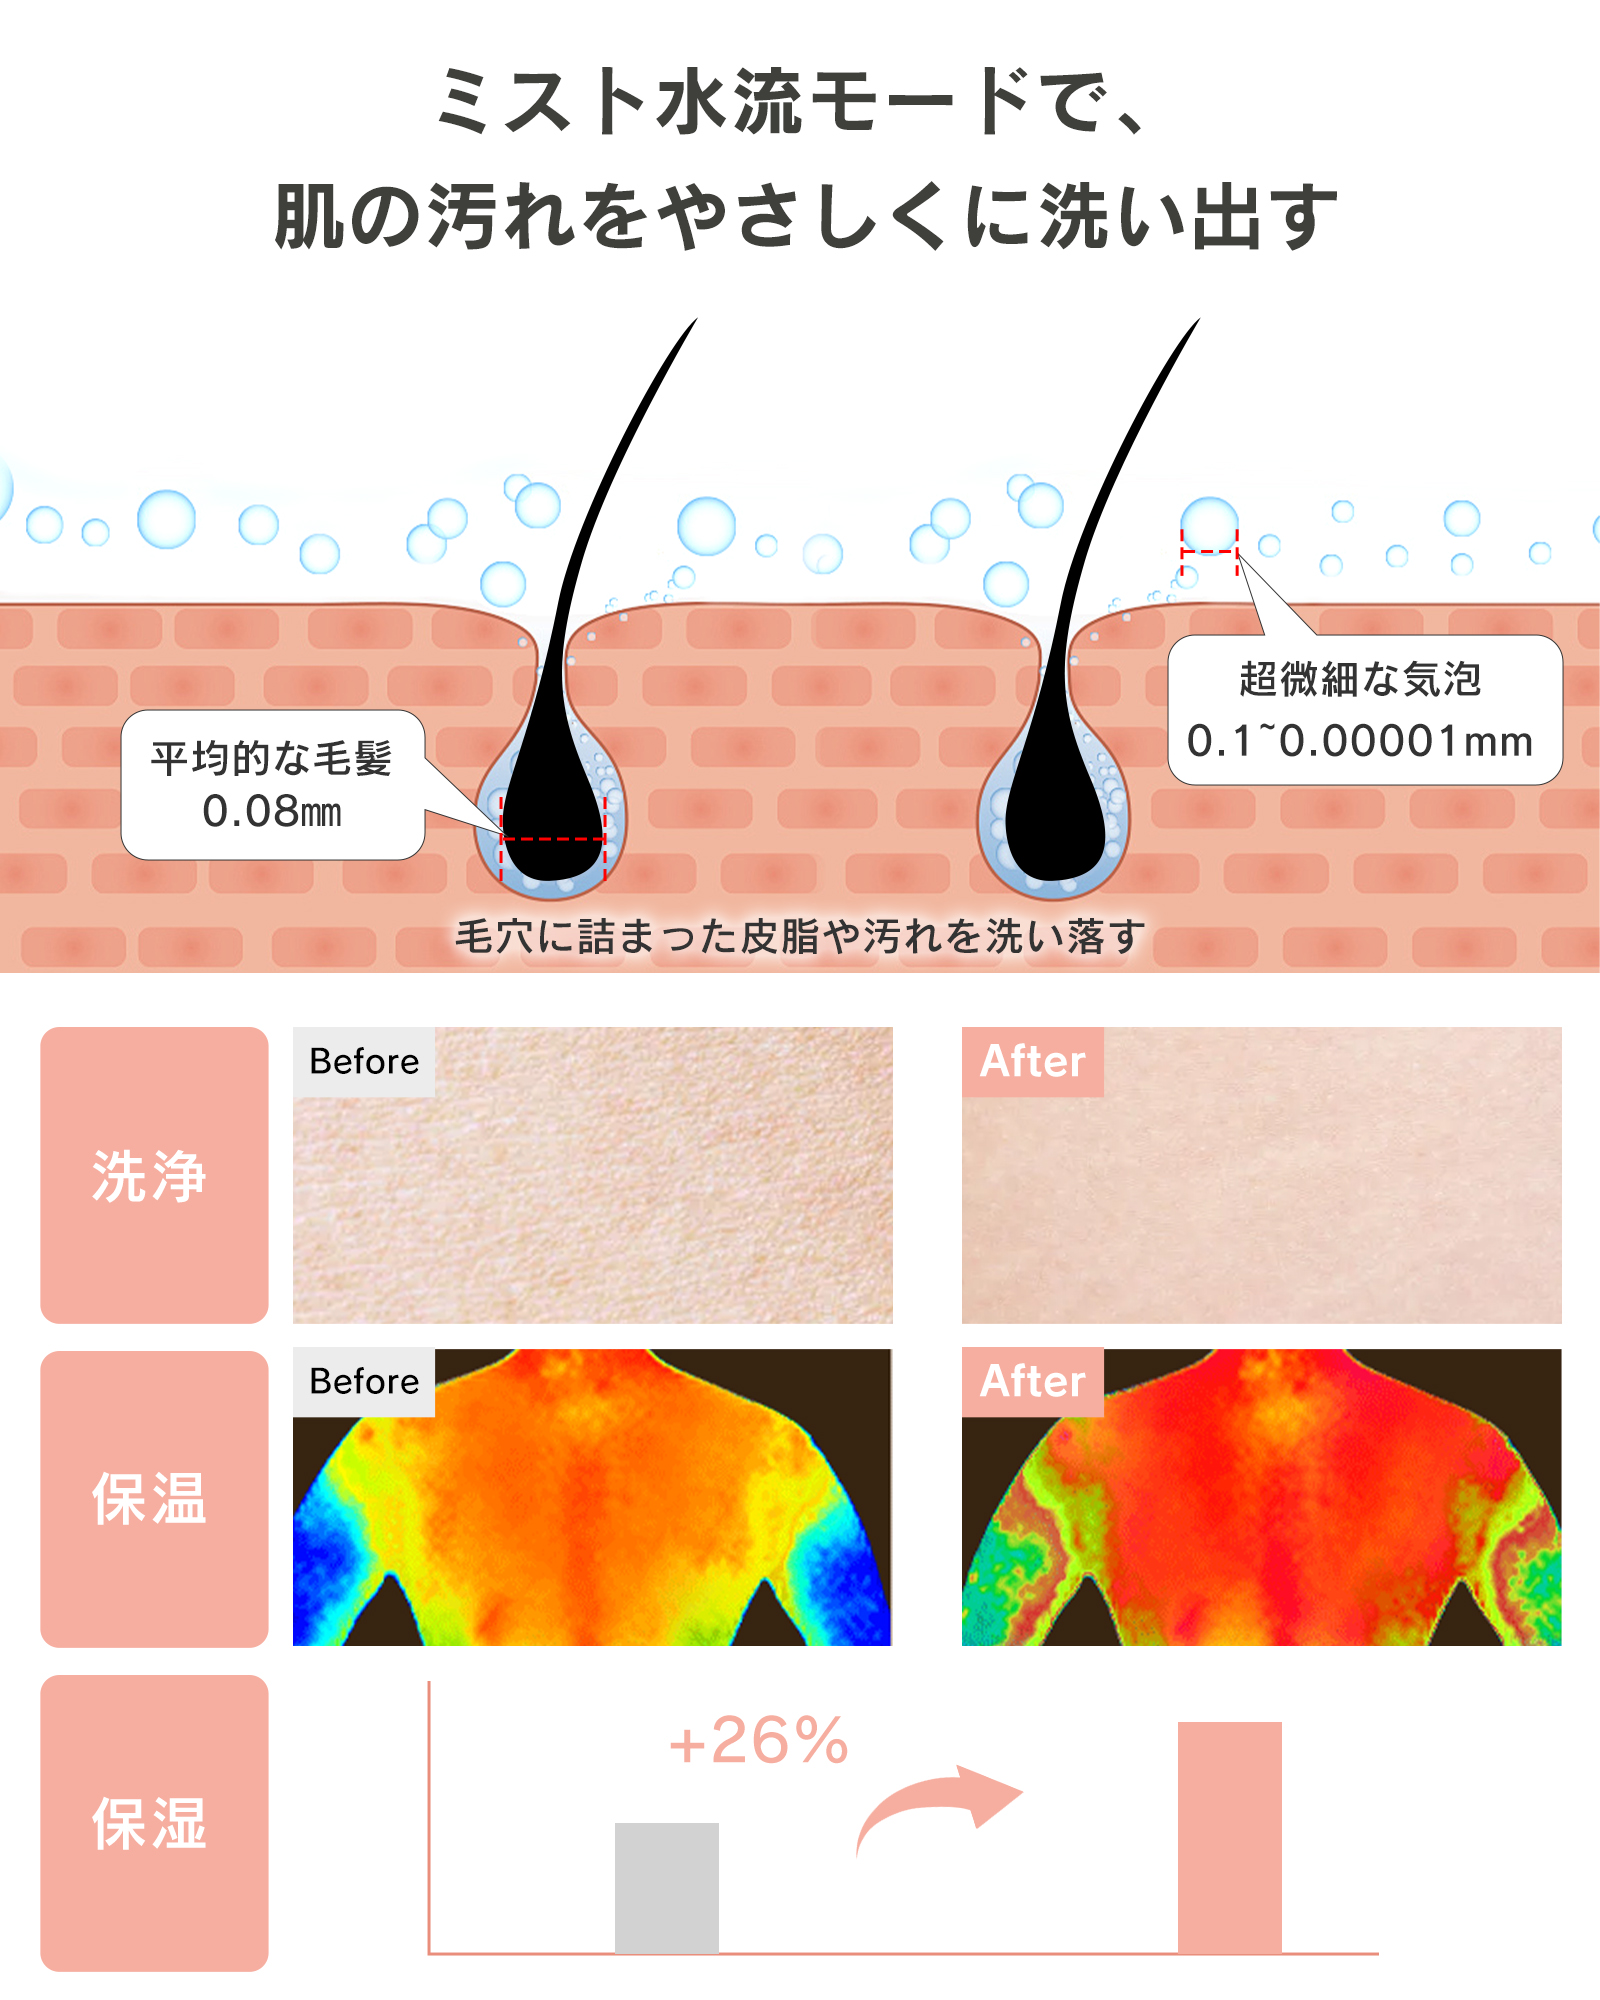 ミスト水流モードで、
肌の汚れをやさしくに洗い出す
超微細な気泡
0.1~0.00001mm
平均的な毛髪
0.08㎜
毛穴に詰まった皮脂や汚れを洗い落す
洗浄
Before
After
保温
Before
After
保湿
+26%